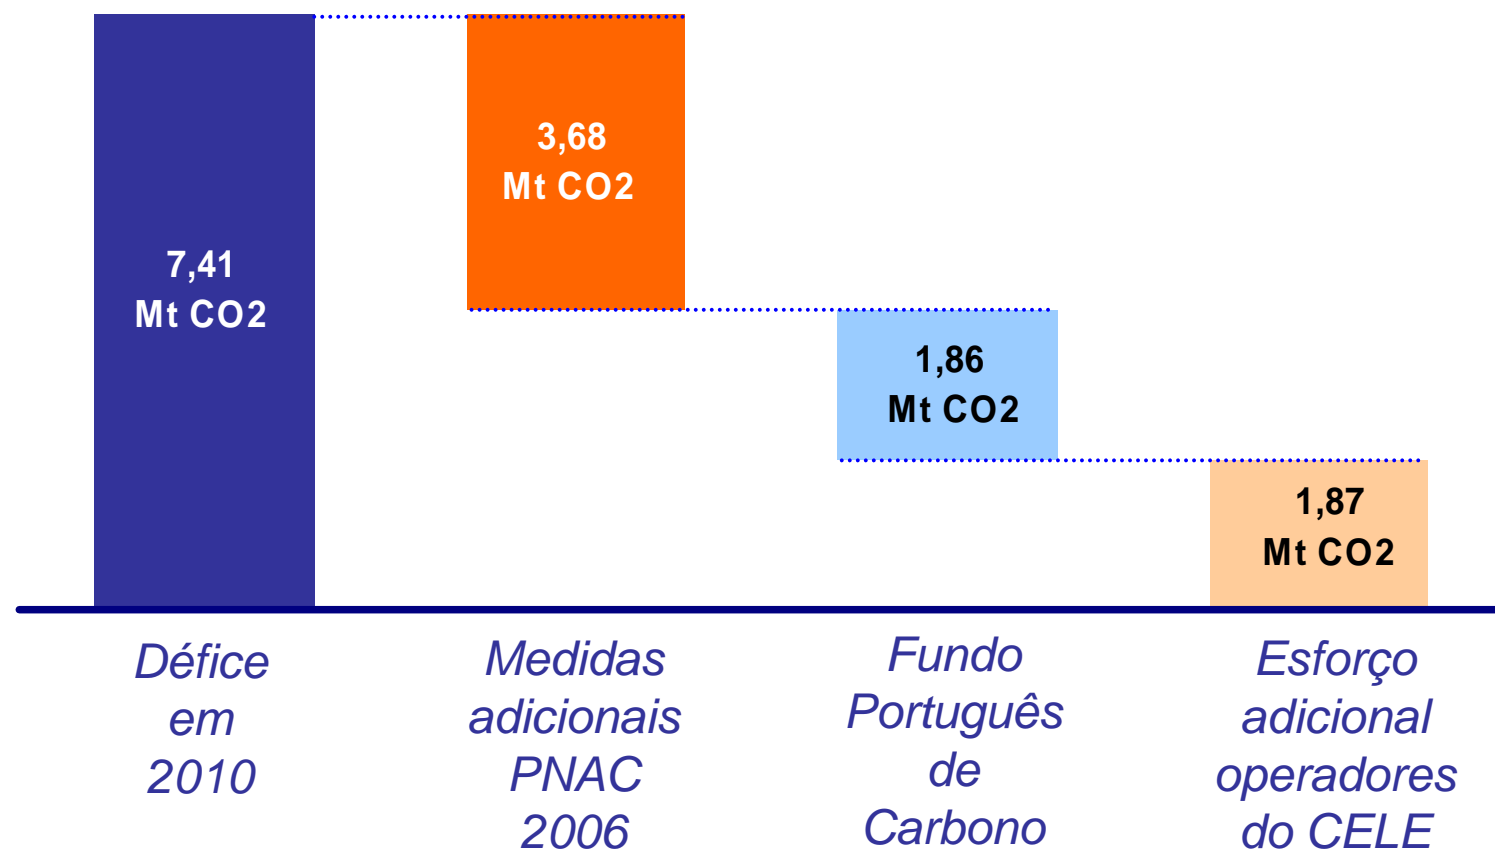 3,68
Mt CO2
7,41
Mt CO2
1,86
Mt CO2
1,87
Mt CO2
Défice
em
2010
Medidas
adicionais
PNAC
2006
Fundo
Português
de
Carbono
Esforço
adicional
operadores
do CELE